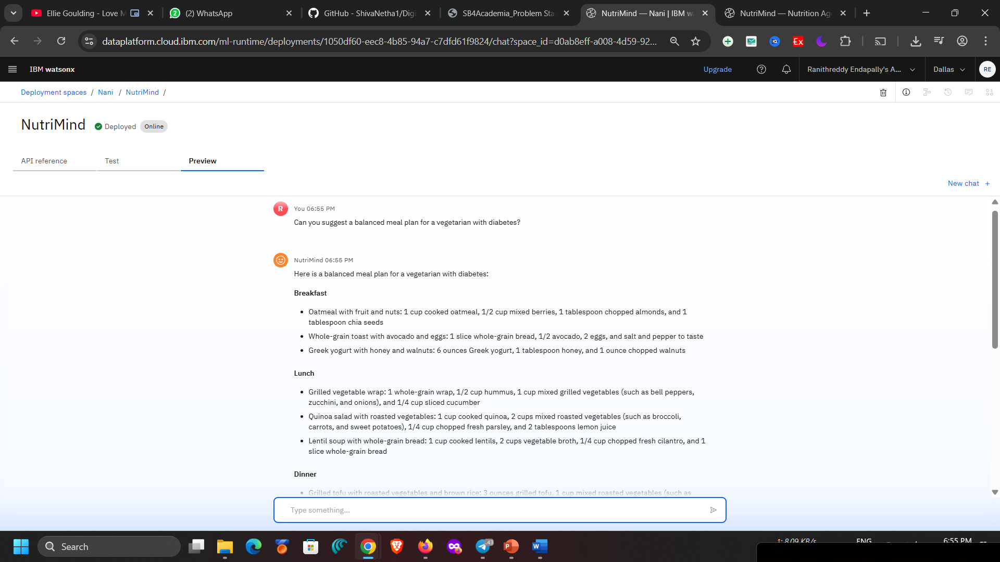 Ellie Goulding - Love M
(2) WhatsApp
GitHub - ShivaNetha1/Digi
SB4Academia_Problem Sta
NutriMind — Nani | IBM w
NutriMind — Nutrition Ag
dataplatform.cloud.ibm.com/ml-runtime/deployments/1050df60-eec8-4b85-94a7-c7dfd61f9824/chat?space_id=d0ab8eff-a008-4d59-92...
IQ
Ex
IBM watsonx
Upgrade
Ranithreddy Endapally's A...
Dallas
RE
Deployment spaces / Nani / NutriMind /
NutriMind
Deployed
Online
API reference
Test
Preview
New chat +
R
You 06:55 PM
Can you suggest a balanced meal plan for a vegetarian with diabetes?
NutriMind 06:55 PM
Here is a balanced meal plan for a vegetarian with diabetes:
Breakfast
• Oatmeal with fruit and nuts: 1 cup cooked oatmeal, 1/2 cup mixed berries, 1 tablespoon chopped almonds, and 1
tablespoon chia seeds
• Whole-grain toast with avocado and eggs: 1 slice whole-grain bread, 1/2 avocado, 2 eggs, and salt and pepper to taste
• Greek yogurt with honey and walnuts: 6 ounces Greek yogurt, 1 tablespoon honey, and 1 ounce chopped walnuts
Lunch
• Grilled vegetable wrap: 1 whole-grain wrap, 1/2 cup hummus, 1 cup mixed grilled vegetables (such as bell peppers,
zucchini, and onions), and 1/4 cup sliced cucumber
• Quinoa salad with roasted vegetables: 1 cup cooked quinoa, 2 cups mixed roasted vegetables (such as broccoli,
carrots, and sweet potatoes), 1/4 cup chopped fresh parsley, and 2 tablespoons lemon juice
• Lentil soup with whole-grain bread: 1 cup cooked lentils, 2 cups vegetable broth, 1/4 cup chopped fresh cilantro, and 1
slice whole-grain bread
Dinner
• Grilled tofu with roasted vegetables and brown rice: 3 ounces grilled tofu, 1 cup mixed roasted vegetables (such as
Type something...
Search
.43
P
W
↑: 8.09 KB/s
ENG
6:55 PM